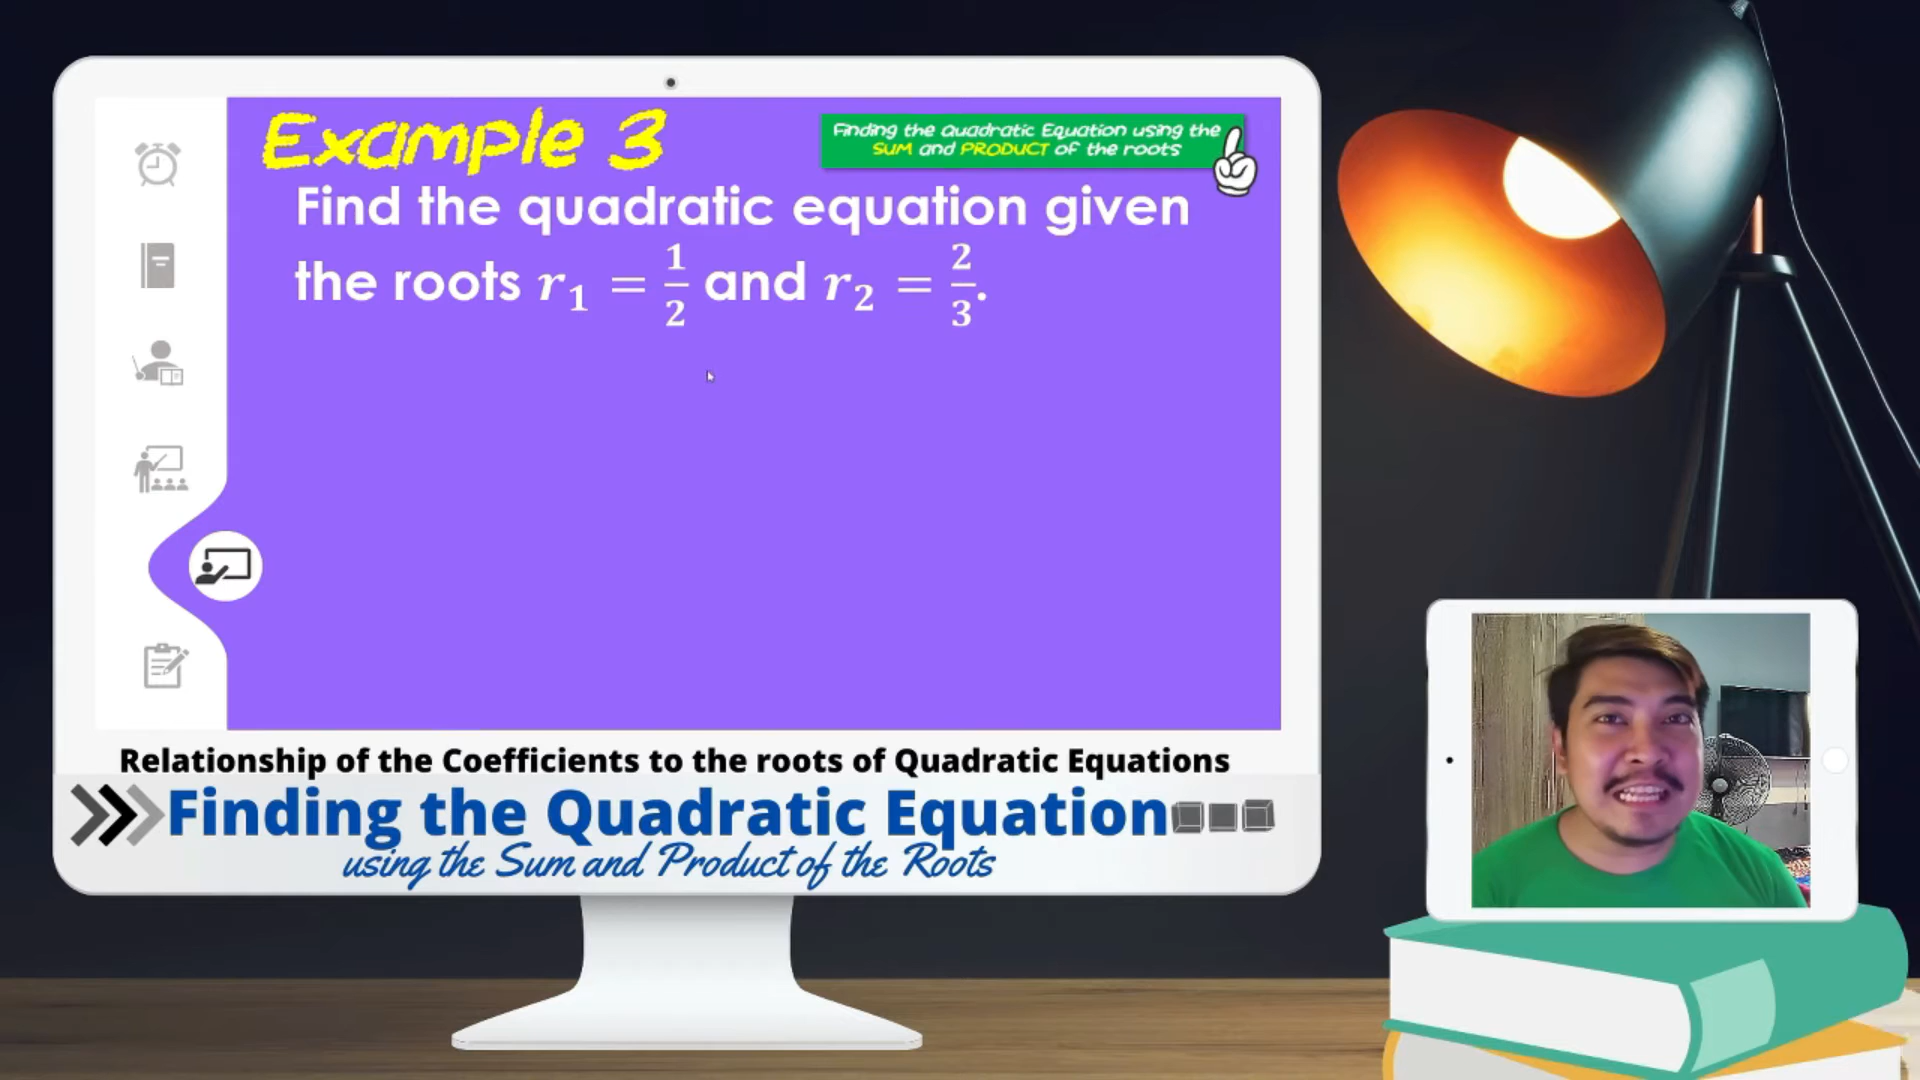 Example 3
Finding the Quadratic Equation using the
SUM and PRODUCT of the roots
Find the quadratic equation given
the roots r₁ = 1/2 and r₂ = 2/3.
Relationship of the Coefficients to the roots of Quadratic Equations
Finding the Quadratic Equation
using the Sum and Product of the Roots